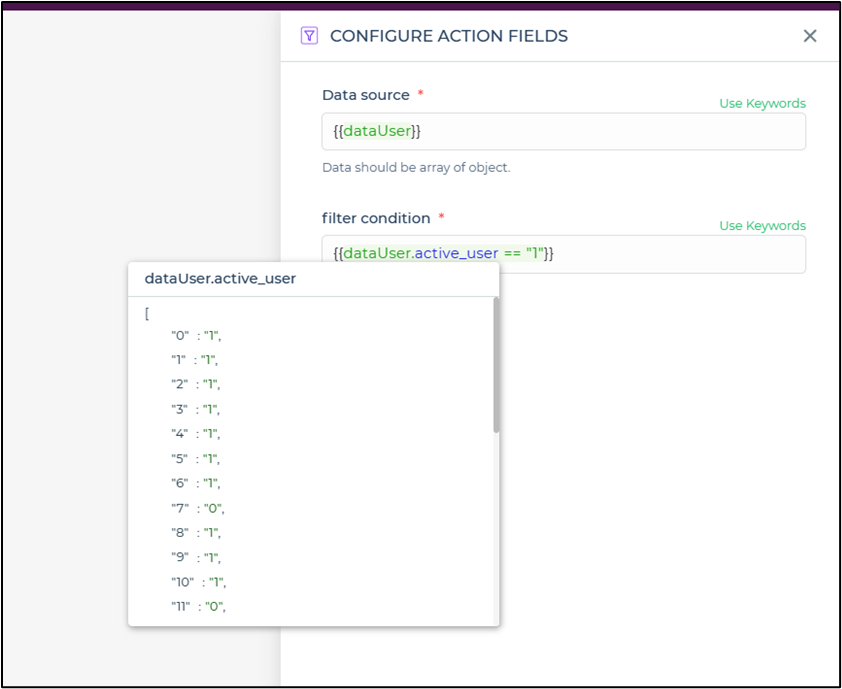 CONFIGURE ACTION FIELDS
Data source *
Use Keywords
{{dataUser}}
Data should be array of object.
filter condition *
Use Keywords
{{dataUser.active_user == "1"}}
dataUser.active_user
[
"0" : "1",
"1" : "1",
"2" : "1",
"3" : "1",
"4" : "1",
"5" : "1",
"6" : "1",
"7" : "0",
"8" : "1",
"9" : "1",
"10" : "1",
"11" : "0",